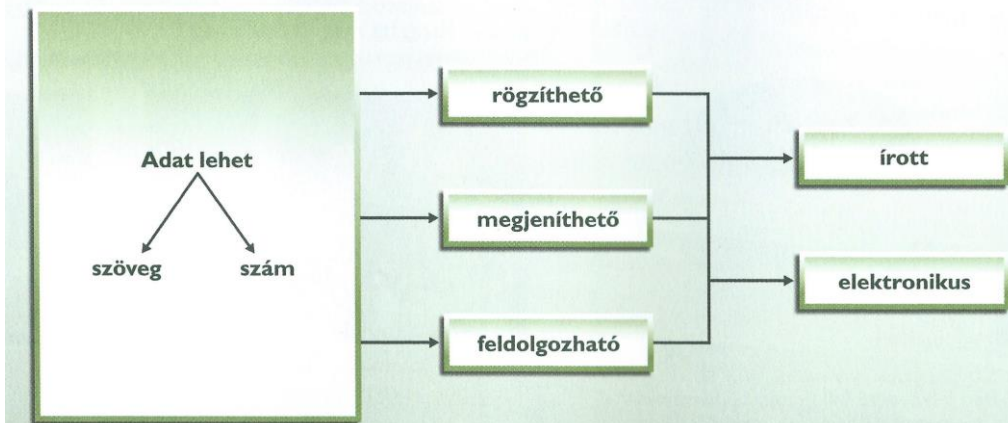 Adat lehet
szöveg
szám
rögzíthető
megjeníthető
feldolgozható
írott
elektronikus